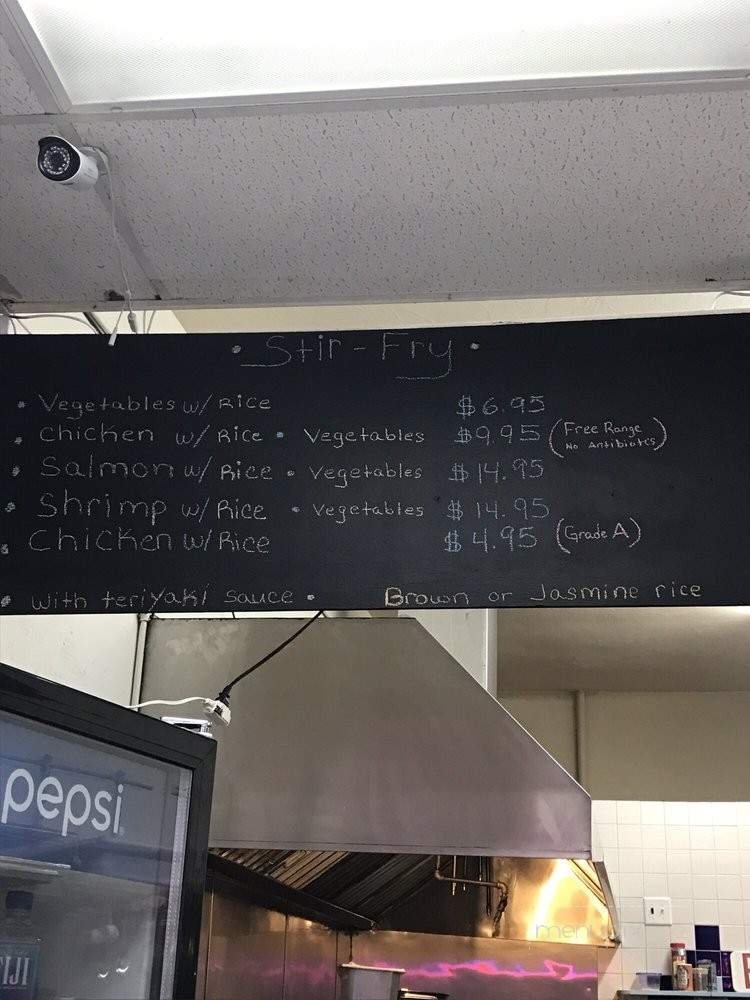 • Stir-Fry •
• Vegetables w/ Rice $6.95
• Chicken w/ Rice • Vegetables $9.95 (Free Range No Antibiotcs)
• Salmon w/ Rice • Vegetables $14.95
• Shrimp w/ Rice • Vegetables $14.95
• Chicken w/ Rice $4.95 (Grade A)
• with teriyaki sauce • Brown or Jasmine rice
pepsi
FIJI